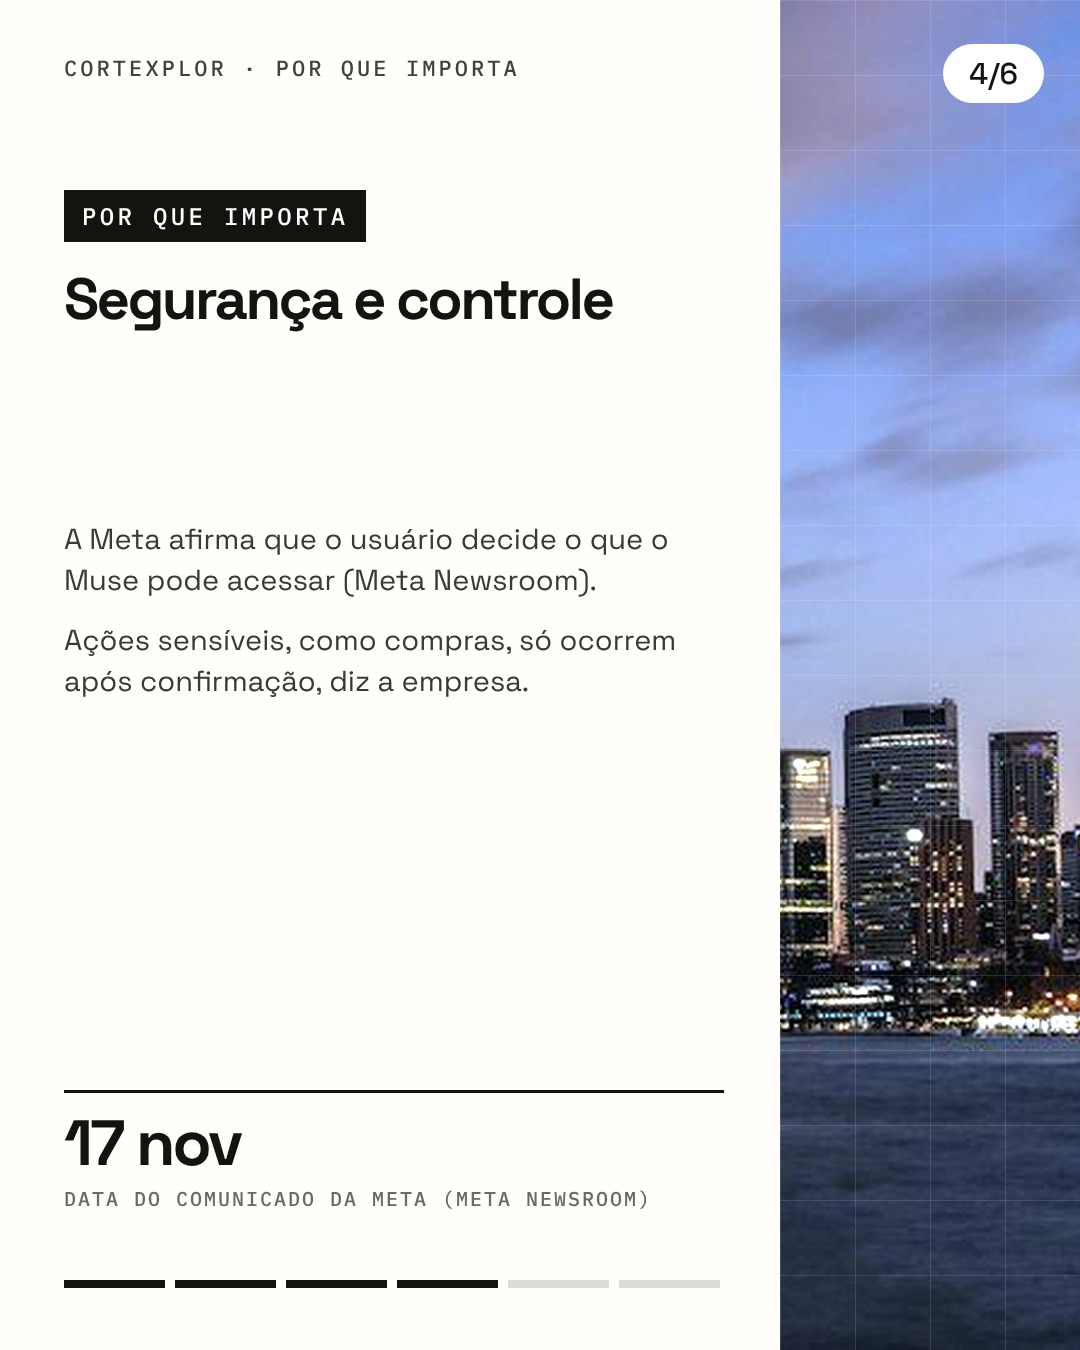 CORTEXPLOR · POR QUE IMPORTA
4/6
POR QUE IMPORTA
Segurança e controle
A Meta afirma que o usuário decide o que o
Muse pode acessar (Meta Newsroom).
Ações sensíveis, como compras, só ocorrem
após confirmação, diz a empresa.
17 nov
DATA DO COMUNICADO DA META (META NEWSROOM)